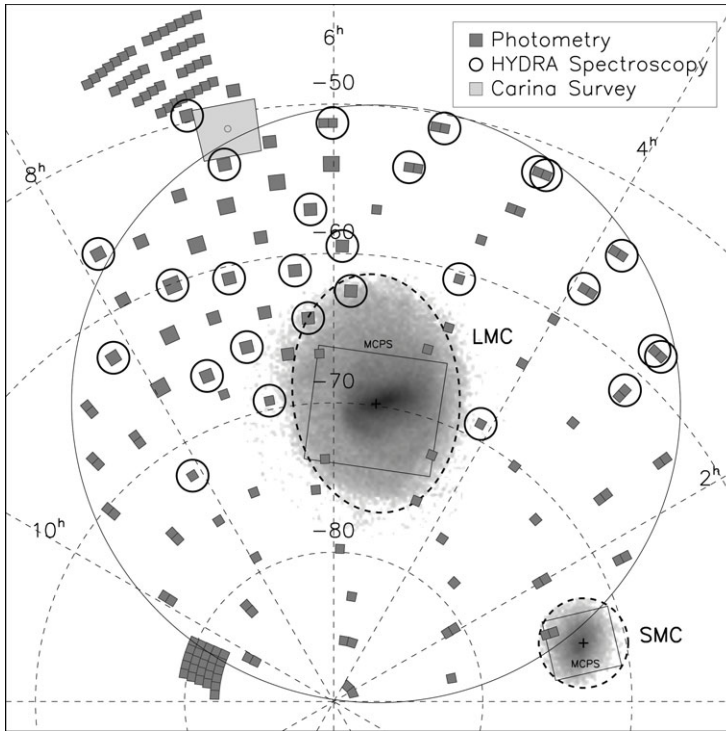 6h
Photometry
HYDRA Spectroscopy
Carina Survey
-50
4h
8h
-60
LMC
MCPS
-70
2h
10h
-80
SMC
MCPS